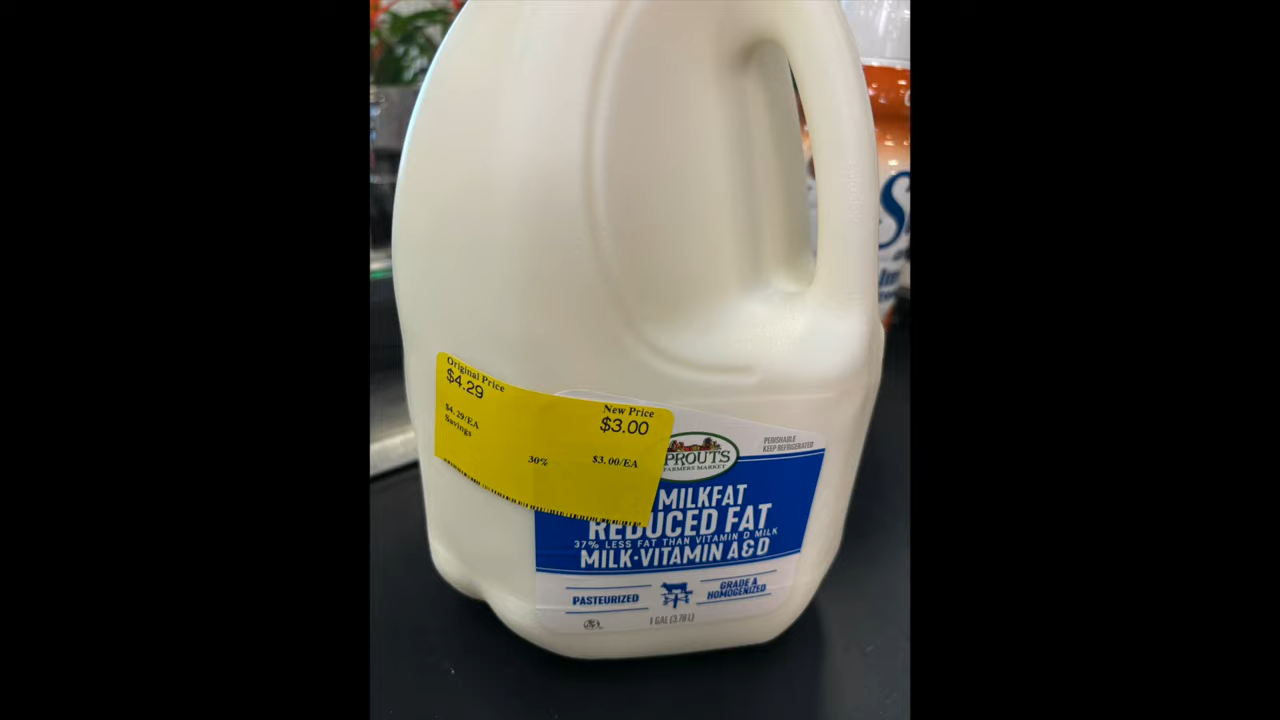 Original Price
$4.29
New Price
$3.00
$4.29/EA
Savings
30%
$3.00/EA
PROUTS
FARMERS MARKET
PERISHABLE
KEEP REFRIGERATED
MILKFAT
REDUCED FAT
37% LESS FAT THAN VITAMIN D MILK
MILK·VITAMIN A&D
PASTEURIZED
GRADE A
HOMOGENIZED
1 GAL (3.78 L)